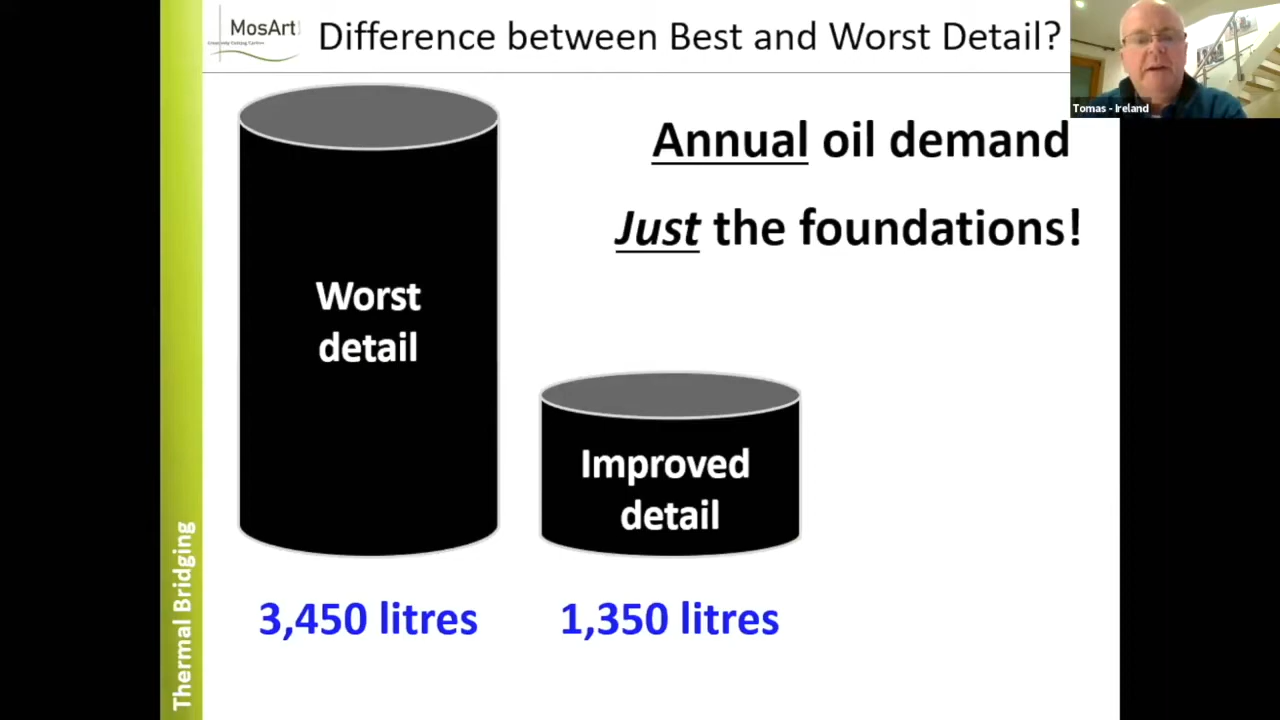 MosArt
Difference between Best and Worst Detail?
Tomas - Ireland
Annual oil demand
Just the foundations!
Worst
detail
Improved
detail
3,450 litres
1,350 litres
Thermal Bridging